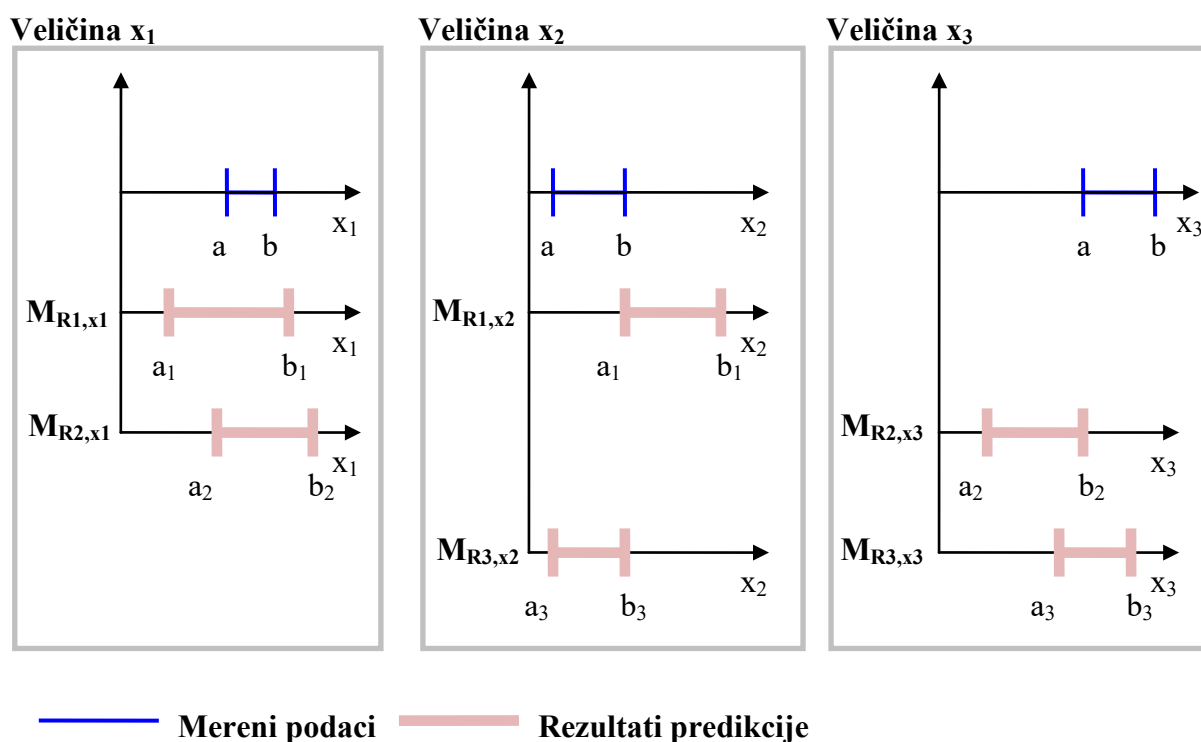 Veličina x1
x1
a b
MR1,x1
x1
a1 b1
MR2,x1
x1
a2 b2
Veličina x2
x2
a b
MR1,x2
x2
a1 b1
MR3,x2
x2
a3 b3
Veličina x3
x3
a b
MR2,x3
x3
a2 b2
MR3,x3
x3
a3 b3
Mereni podaci Rezultati predikcije